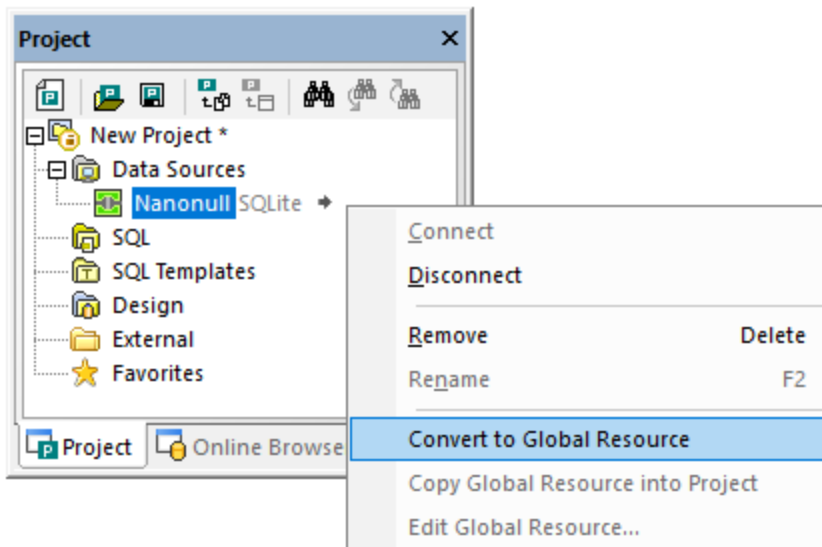 Project
New Project *
Data Sources
Nanonull SQLite
SQL
SQL Templates
Design
External
Favorites
Project Online Browse
Connect
Disconnect
Remove Delete
Rename F2
Convert to Global Resource
Copy Global Resource into Project
Edit Global Resource...